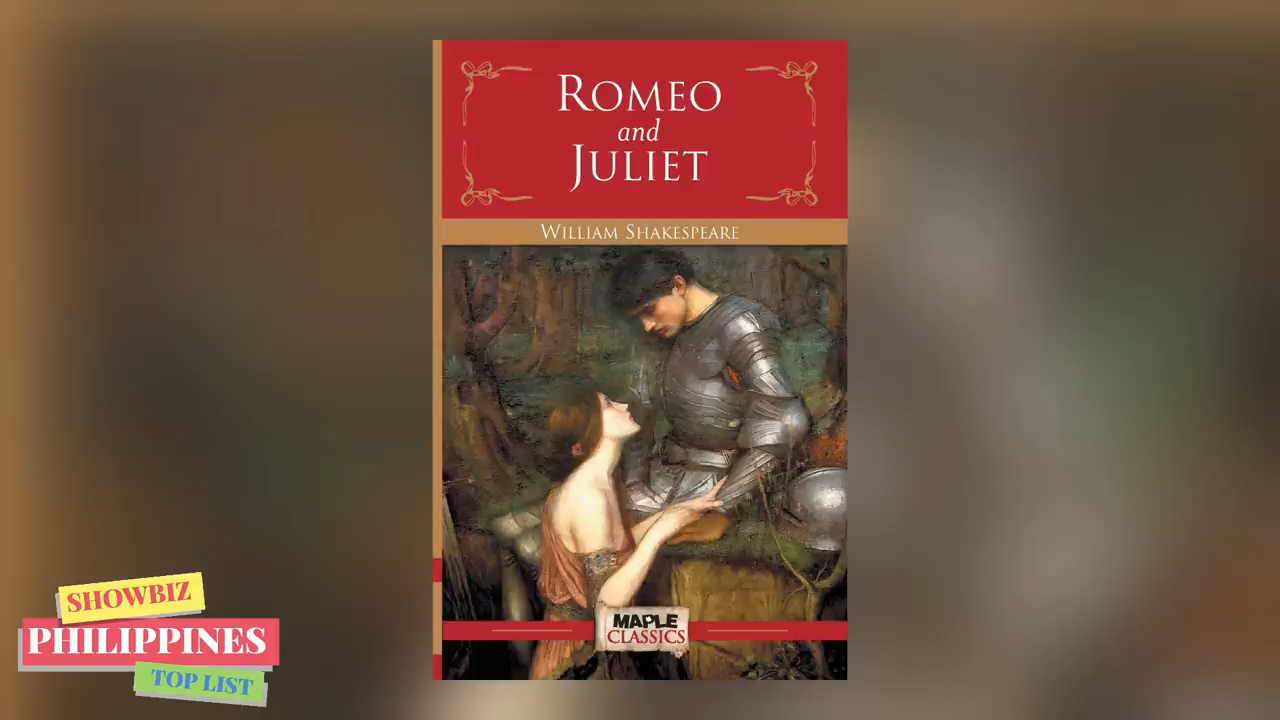 ROMEO
and
JULIET
WILLIAM SHAKESPEARE
MAPLE
CLASSICS
SHOWBIZ
PHILIPPINES
TOP LIST